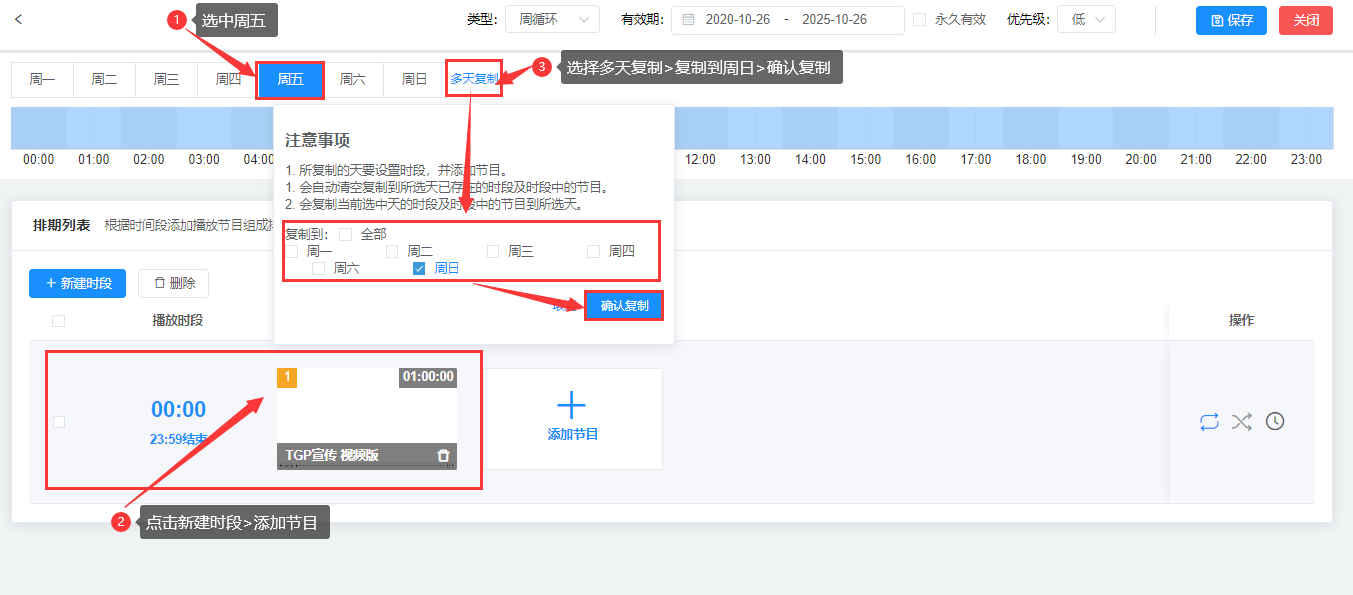 1 选中周五
类型: 周循环 有效期: 2020-10-26 - 2025-10-26 永久有效 优先级: 低 保存 关闭
3 选择多天复制>复制到周日>确认复制
周一 周二 周三 周四 周五 周六 周日 多天复制
00:00 01:00 02:00 03:00 04:00 12:00 13:00 14:00 15:00 16:00 17:00 18:00 19:00 20:00 21:00 22:00 23:00
注意事项
1. 所复制的天要设置时段，并添加节目。
1. 会自动清空复制到所选天已存在的时段及时段中的节目。
2. 会复制当前选中天的时段及时段中的节目到所选天。
复制到: 全部
周一 周二 周三 周四
周六 周日
确认复制
排期列表 根据时间段添加播放节目组成
+ 新建时段 删除
播放时段 操作
1 01:00:00
00:00
23:59结束
添加节目
TGP宣传 视频版
2 点击新建时段>添加节目